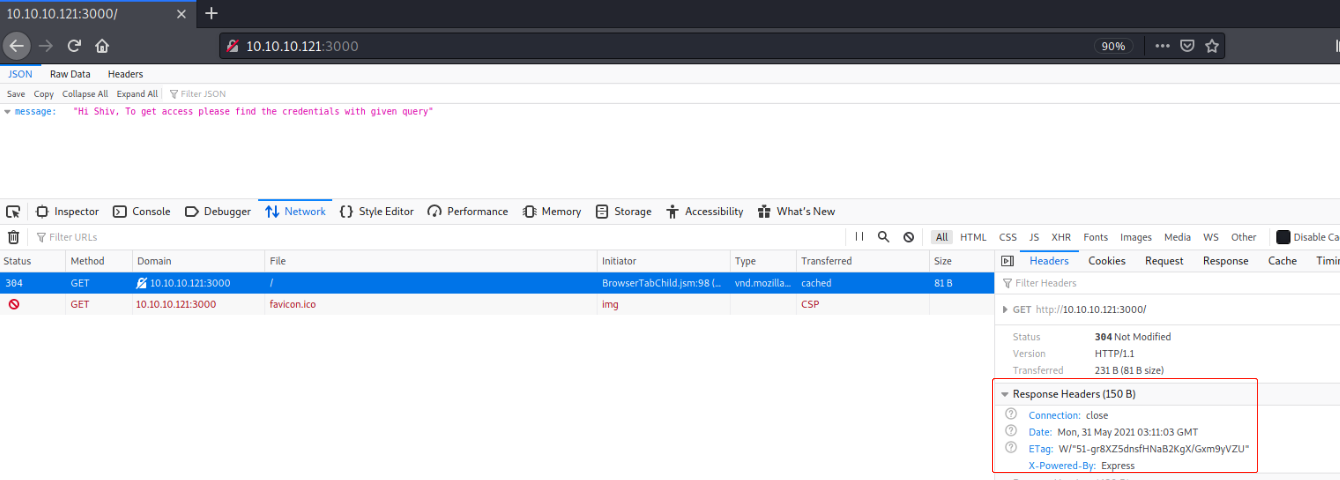 10.10.10.121:3000/
10.10.10.121:3000 90%
JSON Raw Data Headers
Save Copy Collapse All Expand All Filter JSON
message: "Hi Shiv, To get access please find the credentials with given query"
Inspector Console Debugger Network Style Editor Performance Memory Storage Accessibility What's New
Filter URLs All HTML CSS JS XHR Fonts Images Media WS Other Disable Ca
Status Method Domain File Initiator Type Transferred Size
Headers Cookies Request Response Cache Timin
304 GET 10.10.10.121:3000 / BrowserTabChild.jsm:98 (... vnd.mozilla... cached 81 B
GET 10.10.10.121:3000 favicon.ico img CSP
Filter Headers
GET http://10.10.10.121:3000/
Status 304 Not Modified
Version HTTP/1.1
Transferred 231 B (81 B size)
Response Headers (150 B)
Connection: close
Date: Mon, 31 May 2021 03:11:03 GMT
ETag: W/"51-gr8XZ5dnsfHNaB2KgX/Gxm9yVZU"
X-Powered-By: Express